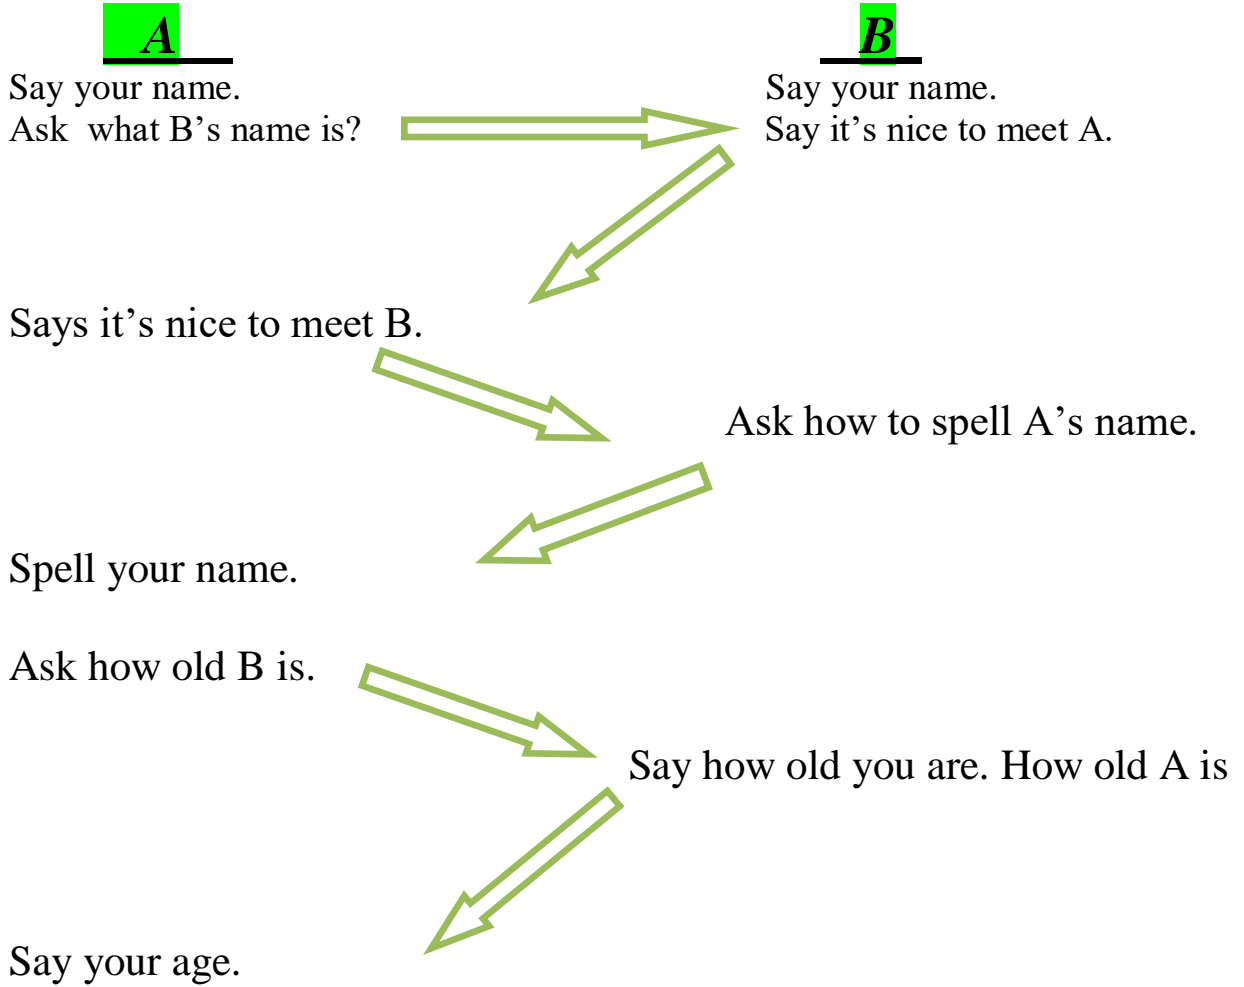 A
B
Say your name.
Say your name.
Ask what B’s name is?
Say it’s nice to meet A.
Says it’s nice to meet B.
Ask how to spell A’s name.
Spell your name.
Ask how old B is.
Say how old you are. How old A is
Say your age.